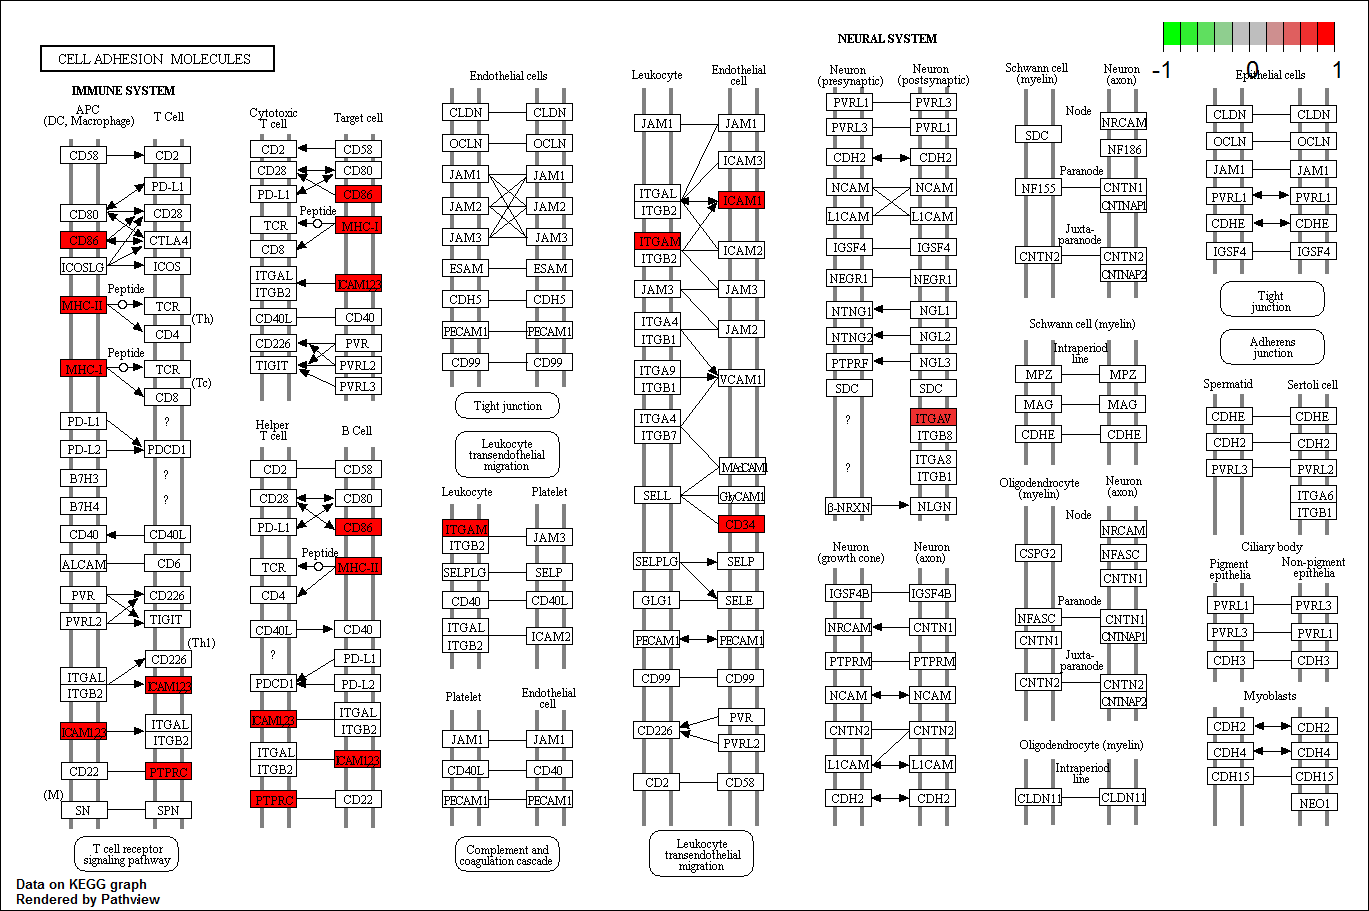 CELL ADHESION MOLECULES
-1
0
1
IMMUNE SYSTEM
APC
(DC, Macrophage)
T Cell
CD58
CD2
PD-L1
CD80
CD28
CD86
CTLA4
ICOSLG
ICOS
Peptide
MHC-II
TCR
(Th)
CD4
Peptide
MHC-I
TCR
(Tc)
CD8
PD-L1
?
PD-L2
PDCD1
B7H3
?
B7H4
?
CD40
CD40L
ALCAM
CD6
PVR
CD226
PVRL2
TIGIT
(Th1)
CD226
ITGAL
ITGB2
ICAM123
ICAM123
ITGAL
ITGB2
CD22
PTPRC
(M)
SN
SPN
T cell receptor
signaling pathway
Cytotoxic
T cell
Target cell
CD2
CD58
CD28
CD80
PD-L1
CD86
Peptide
TCR
MHC-I
CD8
ITGAL
ITGB2
ICAM123
CD40L
CD40
CD226
PVR
TIGIT
PVRL2
PVRL3
Helper
T cell
B Cell
CD2
CD58
CD28
CD80
PD-L1
CD86
Peptide
TCR
MHC-II
CD4
CD40L
CD40
?
PD-L1
PDCD1
PD-L2
ICAM123
ITGAL
ITGB2
ITGAL
ITGB2
ICAM123
PTPRC
CD22
Endothelial cells
CLDN
CLDN
OCLN
OCLN
JAM1
JAM1
JAM2
JAM2
JAM3
JAM3
ESAM
ESAM
CDH5
CDH5
PECAM1
PECAM1
CD99
CD99
Tight junction
Leukocyte
transendothelial
migration
Leukocyte
Platelet
ITGAM
ITGB2
JAM3
SELPLG
SELP
CD40
CD40L
ITGAL
ITGB2
ICAM2
Platelet
Endothelial
cell
JAM1
JAM1
CD40L
CD40
PECAM1
PECAM1
Complement and
coagulation cascade
Leukocyte
Endothelial
cell
JAM1
JAM1
ICAM3
ITGAL
ITGB2
ICAM1
ITGAM
ITGB2
ICAM2
JAM3
JAM3
ITGA4
ITGB1
JAM2
ITGA9
ITGB1
VCAM1
ITGA4
ITGB7
MAdCAM1
SELL
GlyCAM1
CD34
SELPLG
SELP
GLG1
SELE
PECAM1
PECAM1
CD99
CD99
CD226
PVR
PVRL2
CD2
CD58
Leukocyte
transendothelial
migration
NEURAL SYSTEM
Neuron
(presynaptic)
Neuron
(postsynaptic)
PVRL1
PVRL3
PVRL3
PVRL1
CDH2
CDH2
NCAM
NCAM
L1CAM
L1CAM
IGSF4
IGSF4
NEGR1
NEGR1
NTNG1
NGL1
NTNG2
NGL2
PTPRF
NGL3
SDC
SDC
?
ITGAV
ITGB8
?
ITGA8
ITGB1
β-NRXN
NLGN
Neuron
(growth cone)
Neuron
(axon)
IGSF4B
IGSF4B
NRCAM
CNTN1
PTPRM
PTPRM
NCAM
NCAM
CNTN2
CNTN2
L1CAM
L1CAM
CDH2
CDH2
Schwann cell
(myelin)
Neuron
(axon)
Node
NRCAM
SDC
NF186
Paranode
NF155
CNTN1
CNTNAP1
Juxta-
paranode
CNTN2
CNTN2
CNTNAP2
Schwann cell (myelin)
Intraperiod
line
MPZ
MPZ
MAG
MAG
CDHE
CDHE
Oligodendrocyte
(myelin)
Neuron
(axon)
Node
NRCAM
CSPG2
NFASC
CNTN1
Paranode
NFASC
CNTN1
CNTN1
CNTNAP1
Juxta-
paranode
CNTN2
CNTN2
CNTNAP2
Oligodendrocyte (myelin)
Intraperiod
line
CLDN11
CLDN11
Epithelial cells
CLDN
CLDN
OCLN
OCLN
JAM1
JAM1
PVRL1
PVRL1
CDHE
CDHE
IGSF4
IGSF4
Tight
junction
Adherens
junction
Spermatid
Sertoli cell
CDHE
CDHE
CDH2
CDH2
PVRL3
PVRL2
ITGA6
ITGB1
Ciliary body
Pigment
epithelia
Non-pigment
epithelia
PVRL1
PVRL3
PVRL3
PVRL1
CDH3
CDH3
Myoblasts
CDH2
CDH2
CDH4
CDH4
CDH15
CDH15
NEO1
Data on KEGG graph
Rendered by Pathview